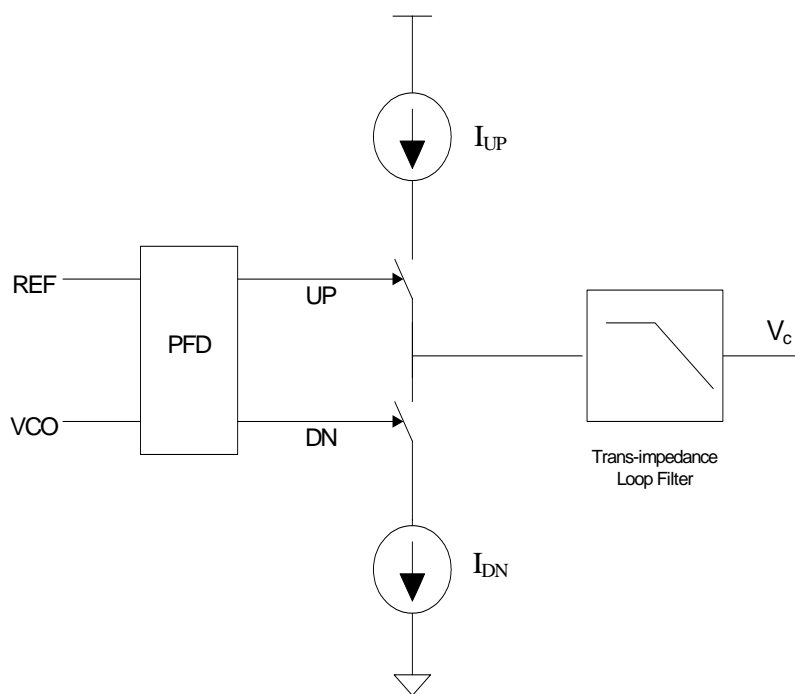 I_UP
REF
UP
PFD
V_c
VCO
DN
Trans-impedance
Loop Filter
I_DN